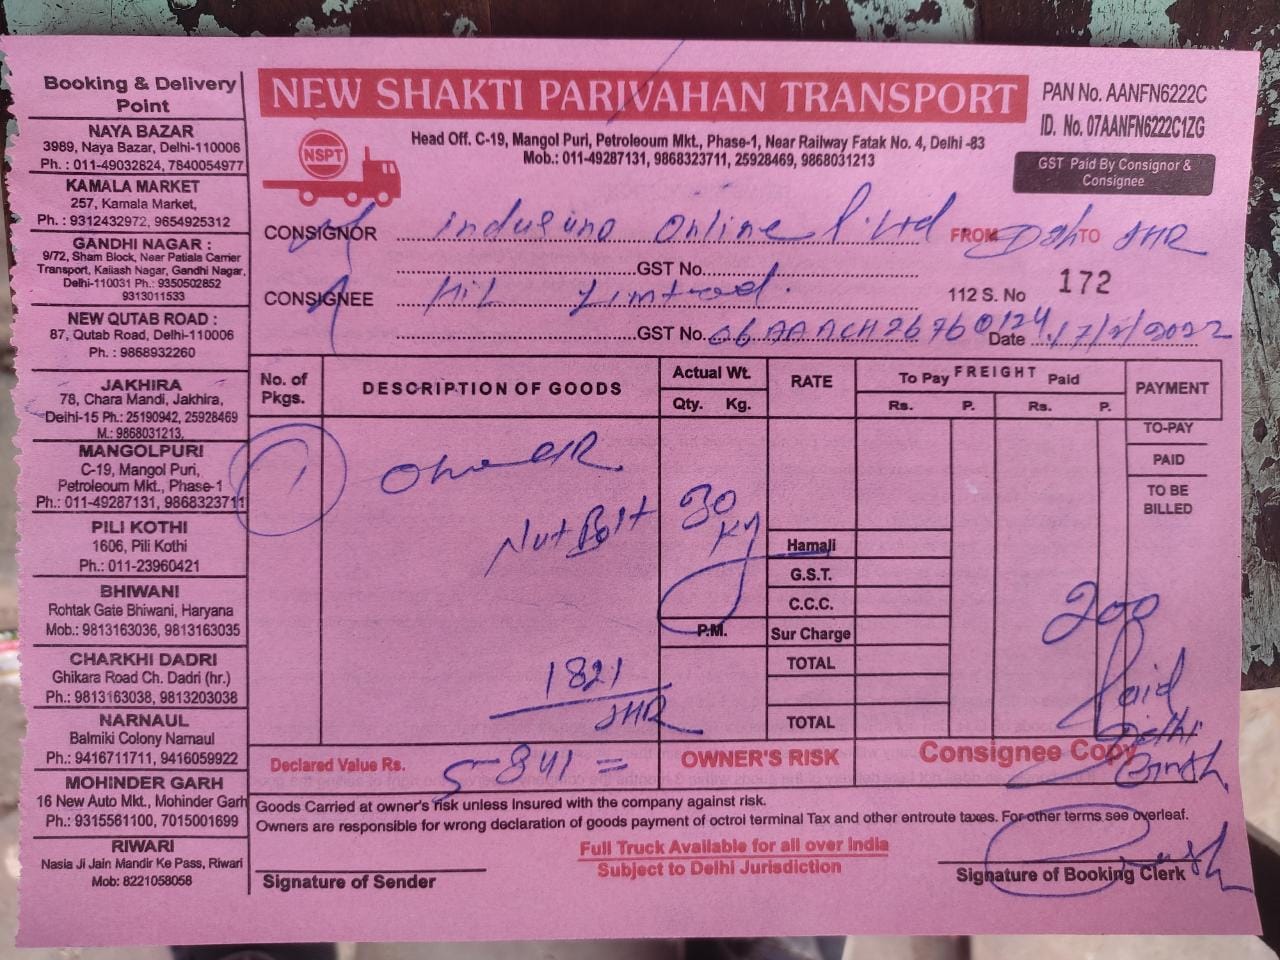 Booking & Delivery
Point
NAYA BAZAR
3989, Naya Bazar, Delhi-110006
Ph. : 011-49032824, 7840054977
KAMALA MARKET
257, Kamala Market,
Ph. : 9312432972, 9654925312
GANDHI NAGAR :
9/72, Sham Block, Near Patiala Carrier
Transport, Kailash Nagar, Gandhi Nagar,
Delhi-110031 Ph.: 9350502852
9313011533
NEW QUTAB ROAD :
87, Qutab Road, Delhi-110006
Ph. : 9868932260
JAKHIRA
78, Chara Mandi, Jakhira,
Delhi-15 Ph.: 25190942, 25928469
M.: 9868031213,
MANGOLPURI
C-19, Mangol Puri,
Petroleoum Mkt., Phase-1
Ph.: 011-49287131, 9868323711
PILI KOTHI
1606, Pili Kothi
Ph.: 011-23960421
BHIWANI
Rohtak Gate Bhiwani, Haryana
Mob.: 9813163036, 9813163035
CHARKHI DADRI
Ghikara Road Ch. Dadri (hr.)
Ph.: 9813163038, 9813203038
NARNAUL
Balmiki Colony Narnaul
Ph.: 9416711711, 9416059922
MOHINDER GARH
16 New Auto Mkt., Mohinder Garh
Ph.: 9315561100, 7015001699
RIWARI
Nasia Ji Jain Mandir Ke Pass, Riwari
Mob: 8221058058
NEW SHAKTI PARIVAHAN TRANSPORT
PAN No. AANFN6222C
ID. No. 07AANFN6222C1ZG
NSPT
Head Off. C-19, Mangol Puri, Petroleoum Mkt., Phase-1, Near Railway Fatak No. 4, Delhi -83
Mob.: 011-49287131, 9868323711, 25928469, 9868031213
GST Paid By Consignor &
Consignee
CONSIGNOR Indusuno Online P. Ltd FROM TO JHR
GST No.
CONSIGNEE HiL Limtred. 112 S. No 172
GST No. 06AAACH2676 Date 17/2/2022
No. of Pkgs. DESCRIPTION OF GOODS Actual Wt. Qty. Kg. RATE FREIGHT To Pay Rs. P. Paid Rs. P. PAYMENT
TO-PAY
PAID
TO BE
BILLED
1
Nut Bolt 30 Kg
Hamali
G.S.T.
C.C.C.
200
P.M. Sur Charge
TOTAL
1821 Paid
JHR Delhi
TOTAL
Declared Value Rs. 5841 =
OWNER'S RISK
Consignee Copy
Goods Carried at owner's risk unless Insured with the company against risk.
Owners are responsible for wrong declaration of goods payment of octroi terminal Tax and other entroute taxes. For other terms see overleaf.
Full Truck Available for all over India
Subject to Delhi Jurisdiction
Signature of Sender
Signature of Booking Clerk